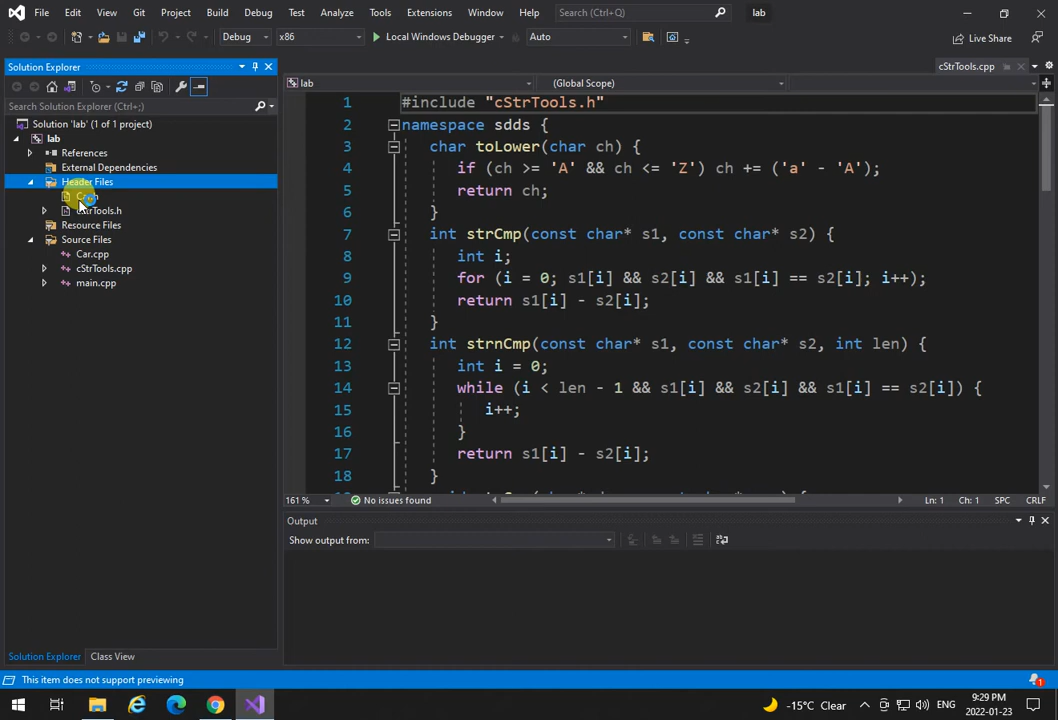 File Edit View Git Project Build Debug Test Analyze Tools Extensions Window Help Search (Ctrl+Q) lab
Debug x86 Local Windows Debugger Auto Live Share
Solution Explorer
cStrTools.cpp
lab (Global Scope)
Search Solution Explorer (Ctrl+;)
Solution 'lab' (1 of 1 project)
lab
References
External Dependencies
Header Files
cStrTools.h
Resource Files
Source Files
Car.cpp
cStrTools.cpp
main.cpp
1 #include "cStrTools.h"
2 namespace sdds {
3 char toLower(char ch) {
4 if (ch >= 'A' && ch <= 'Z') ch += ('a' - 'A');
5 return ch;
6 }
7 int strCmp(const char* s1, const char* s2) {
8 int i;
9 for (i = 0; s1[i] && s2[i] && s1[i] == s2[i]; i++);
10 return s1[i] - s2[i];
11 }
12 int strnCmp(const char* s1, const char* s2, int len) {
13 int i = 0;
14 while (i < len - 1 && s1[i] && s2[i] && s1[i] == s2[i]) {
15 i++;
16 }
17 return s1[i] - s2[i];
18 }
161 % No issues found Ln: 1 Ch: 1 SPC CRLF
Output
Show output from:
Solution Explorer Class View
This item does not support previewing 1
-15°C Clear ENG 9:29 PM
2022-01-23